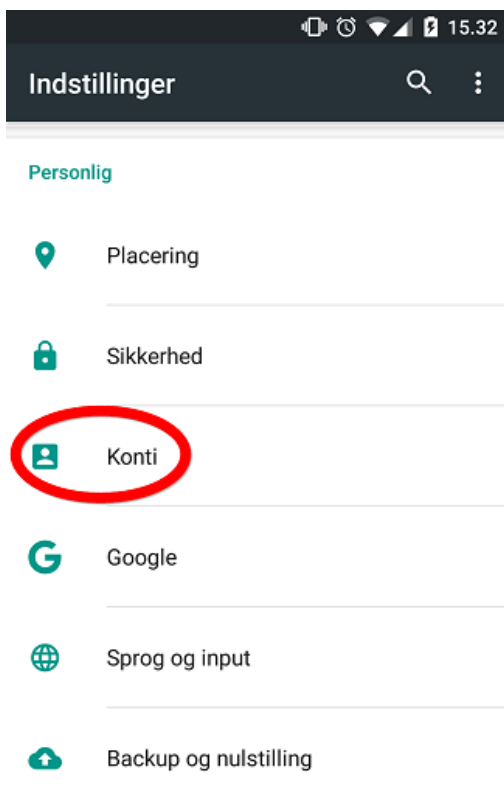 15.32
Indstillinger
Personlig
Placering
Sikkerhed
Konti
Google
Sprog og input
Backup og nulstilling